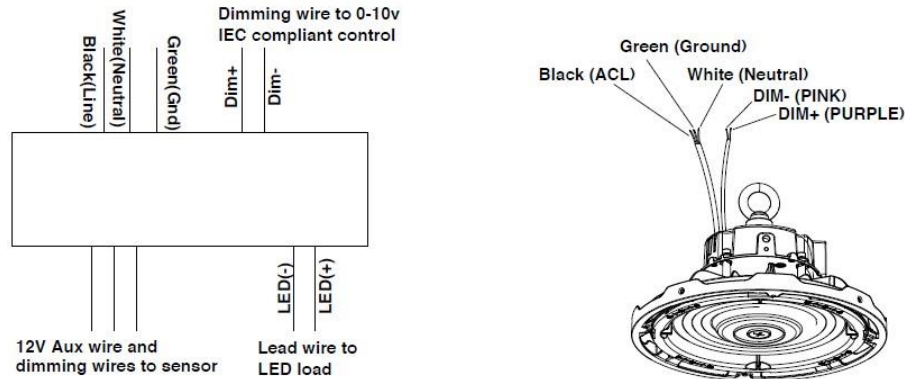 Dimming wire to 0-10v
IEC compliant control
Black(Line)
White(Neutral)
Green(Gnd)
Dim+
Dim-
LED(-)
LED(+)
12V Aux wire and
dimming wires to sensor
Lead wire to
LED load
Green (Ground)
Black (ACL)
White (Neutral)
DIM- (PINK)
DIM+ (PURPLE)